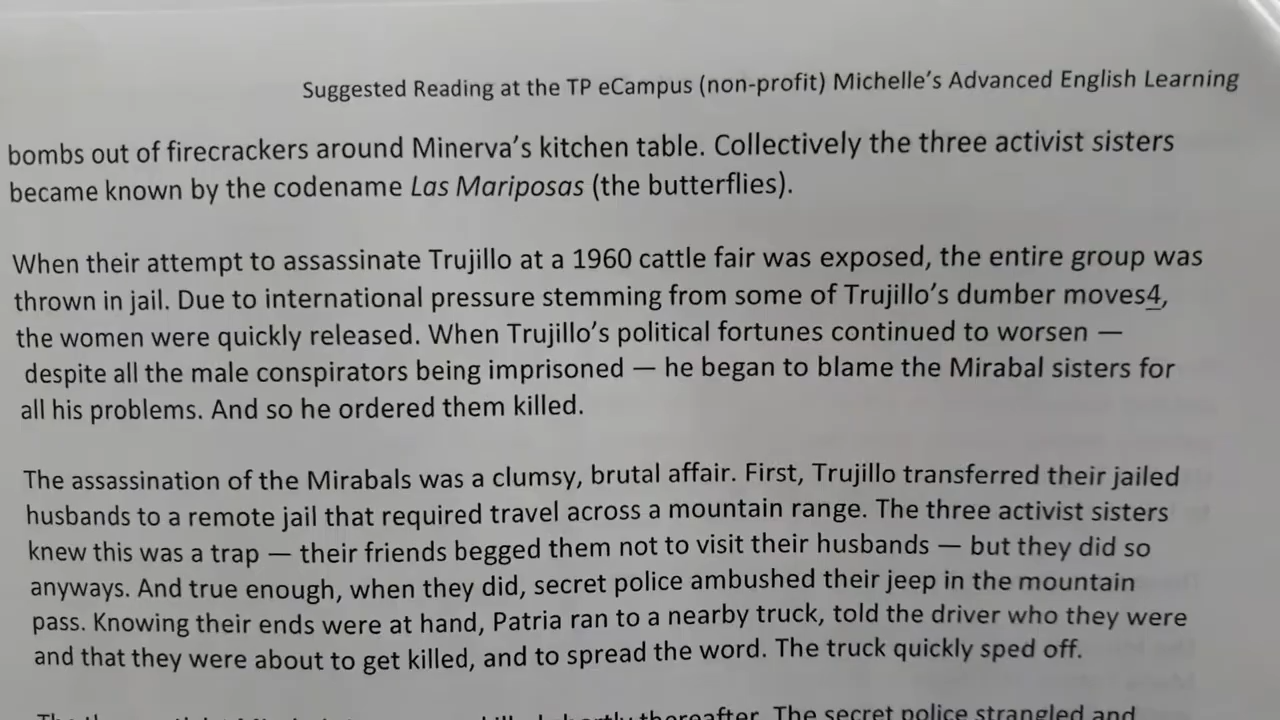 Suggested Reading at the TP eCampus (non-profit) Michelle's Advanced English Learning
bombs out of firecrackers around Minerva's kitchen table. Collectively the three activist sisters
became known by the codename Las Mariposas (the butterflies).
When their attempt to assassinate Trujillo at a 1960 cattle fair was exposed, the entire group was
thrown in jail. Due to international pressure stemming from some of Trujillo's dumber moves4,
the women were quickly released. When Trujillo's political fortunes continued to worsen —
despite all the male conspirators being imprisoned — he began to blame the Mirabal sisters for
all his problems. And so he ordered them killed.
The assassination of the Mirabals was a clumsy, brutal affair. First, Trujillo transferred their jailed
husbands to a remote jail that required travel across a mountain range. The three activist sisters
knew this was a trap — their friends begged them not to visit their husbands — but they did so
anyways. And true enough, when they did, secret police ambushed their jeep in the mountain
pass. Knowing their ends were at hand, Patria ran to a nearby truck, told the driver who they were
and that they were about to get killed, and to spread the word. The truck quickly sped off.
thereafter. The secret police strangled and